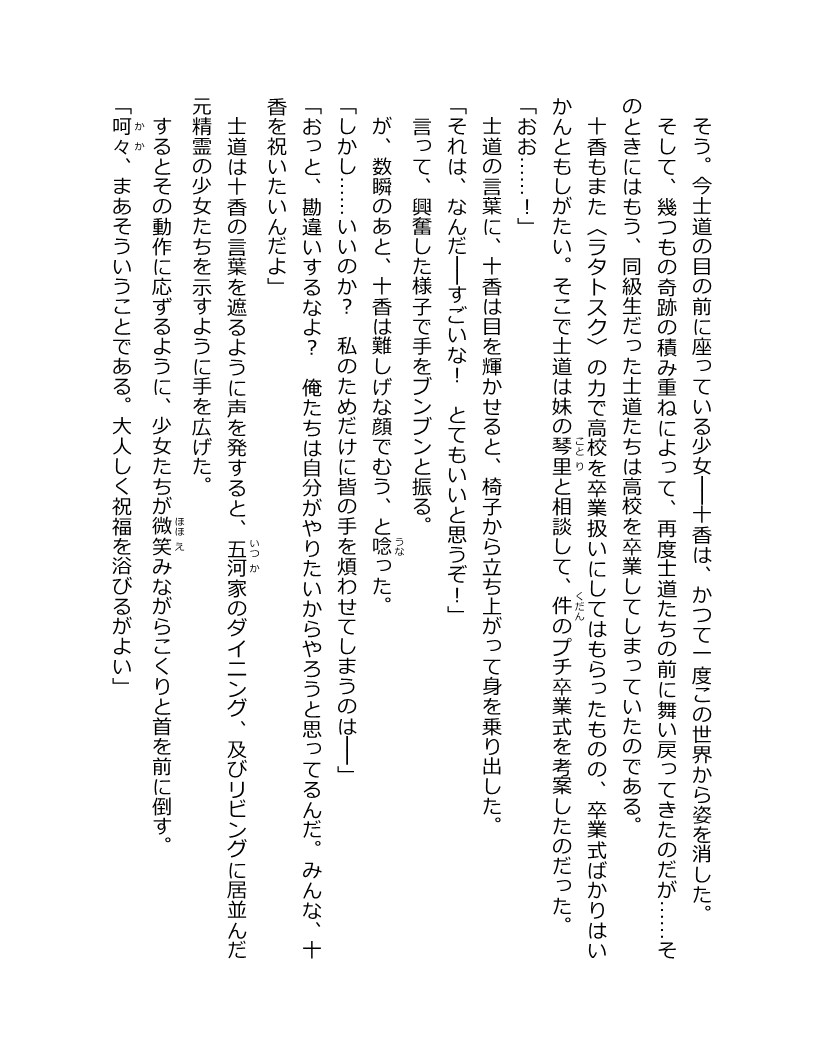 そう。今士道の目の前に座っている少女──十香は、かつて一度この世界から姿を消した。
　そして、幾つもの奇跡の積み重ねによって、再度士道たちの前に舞い戻ってきたのだが……そ
のときにはもう、同級生だった士道たちは高校を卒業してしまっていたのである。
　十香もまた〈ラタトスク〉の力で高校を卒業扱いにしてはもらったものの、卒業式ばかりはい
かんともしがたい。そこで士道は妹の琴里と相談して、件のプチ卒業式を考案したのだった。
「おお……！」
　士道の言葉に、十香は目を輝かせると、椅子から立ち上がって身を乗り出した。
「それは、なんだ──すごいな！　とてもいいと思うぞ！」
　言って、興奮した様子で手をブンブンと振る。
　が、数瞬のあと、十香は難しげな顔でむう、と唸った。
「しかし……いいのか？　私のためだけに皆の手を煩わせてしまうのは──」
「おっと、勘違いするなよ？　俺たちは自分がやりたいからやろうと思ってるんだ。みんな、十
香を祝いたいんだよ」
　士道は十香の言葉を遮るように声を発すると、五河家のダイニング、及びリビングに居並んだ
元精霊の少女たちを示すように手を広げた。
　するとその動作に応ずるように、少女たちが微笑みながらこくりと首を前に倒す。
「呵々、まあそういうことである。大人しく祝福を浴びるがよい」